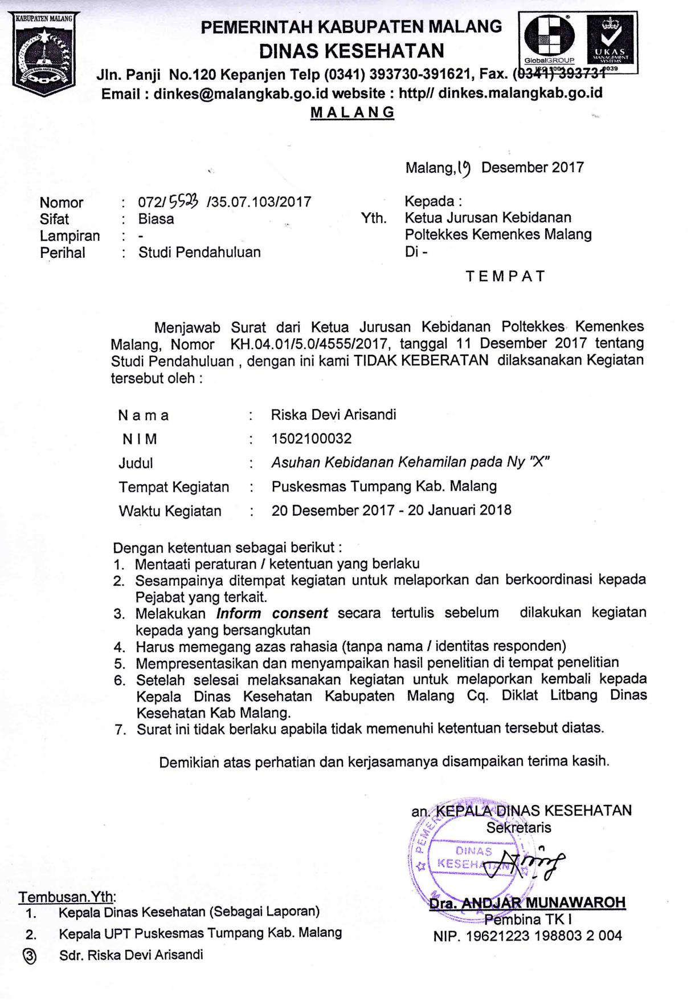 KABUPATEN MALANG
PEMERINTAH KABUPATEN MALANG
DINAS KESEHATAN
GlobalGROUP
UKAS
MANAGEMENT
SYSTEMS
Jln. Panji No.120 Kepanjen Telp (0341) 393730-391621, Fax. (0341) 393731
Email : dinkes@malangkab.go.id website : http// dinkes.malangkab.go.id
MALANG
Malang, 19 Desember 2017
Nomor : 072/ 5523 /35.07.103/2017
Sifat : Biasa
Lampiran : -
Perihal : Studi Pendahuluan
Kepada :
Yth. Ketua Jurusan Kebidanan
Poltekkes Kemenkes Malang
Di -
TEMPAT
Menjawab Surat dari Ketua Jurusan Kebidanan Poltekkes Kemenkes
Malang, Nomor KH.04.01/5.0/4555/2017, tanggal 11 Desember 2017 tentang
Studi Pendahuluan , dengan ini kami TIDAK KEBERATAN dilaksanakan Kegiatan
tersebut oleh :
N a m a : Riska Devi Arisandi
N I M : 1502100032
Judul : Asuhan Kebidanan Kehamilan pada Ny "X"
Tempat Kegiatan : Puskesmas Tumpang Kab. Malang
Waktu Kegiatan : 20 Desember 2017 - 20 Januari 2018
Dengan ketentuan sebagai berikut :
1. Mentaati peraturan / ketentuan yang berlaku
2. Sesampainya ditempat kegiatan untuk melaporkan dan berkoordinasi kepada
Pejabat yang terkait.
3. Melakukan Inform consent secara tertulis sebelum dilakukan kegiatan
kepada yang bersangkutan
4. Harus memegang azas rahasia (tanpa nama / identitas responden)
5. Mempresentasikan dan menyampaikan hasil penelitian di tempat penelitian
6. Setelah selesai melaksanakan kegiatan untuk melaporkan kembali kepada
Kepala Dinas Kesehatan Kabupaten Malang Cq. Diklat Litbang Dinas
Kesehatan Kab Malang.
7. Surat ini tidak berlaku apabila tidak memenuhi ketentuan tersebut diatas.
Demikian atas perhatian dan kerjasamanya disampaikan terima kasih.
an. KEPALA DINAS KESEHATAN
Sekretaris
DINAS
KESEHATAN
Dra. ANDJAR MUNAWAROH
Pembina TK I
NIP. 19621223 198803 2 004
Tembusan.Yth:
1. Kepala Dinas Kesehatan (Sebagai Laporan)
2. Kepala UPT Puskesmas Tumpang Kab. Malang
3 Sdr. Riska Devi Arisandi